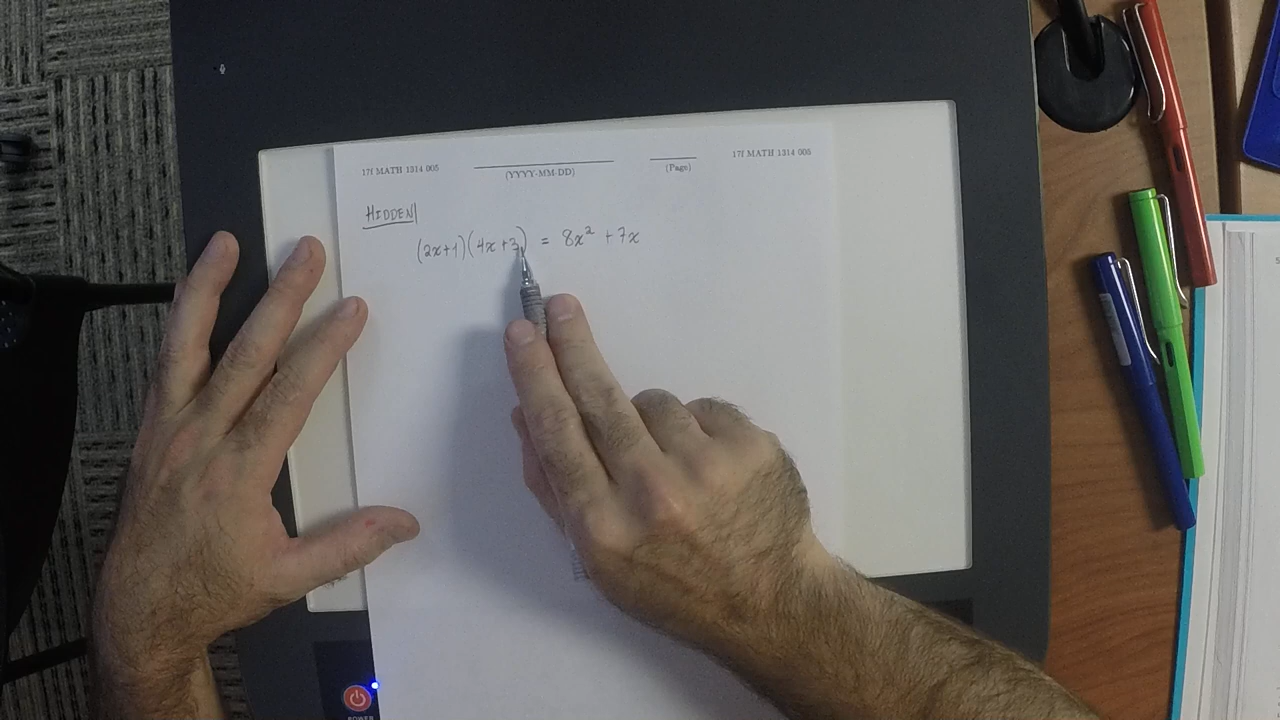 17f MATH 1314 005 (YYYY-MM-DD) (Page) 17f MATH 1314 005
HIDDEN
(2x+1)(4x+3) = 8x² + 7x
POWER